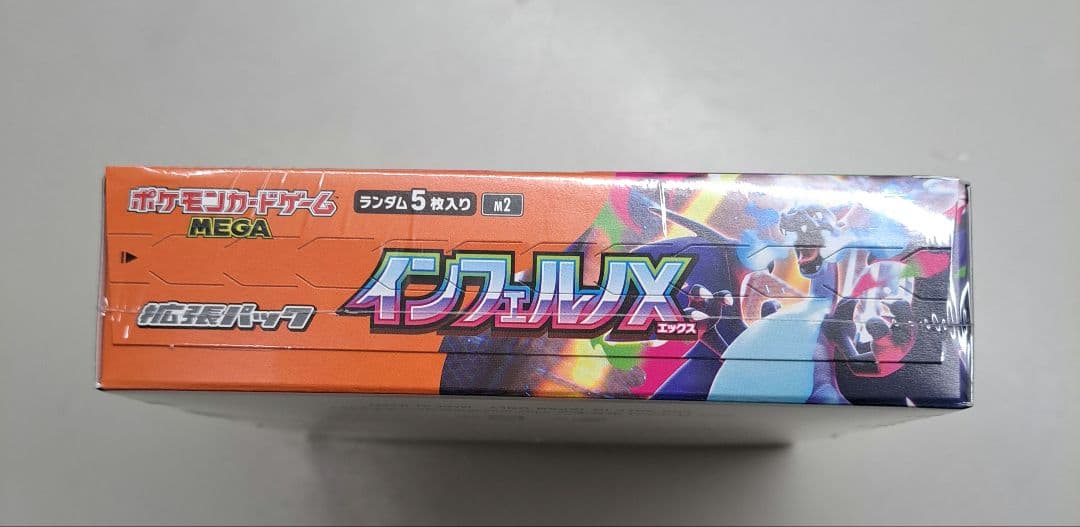 ポケモンカードゲーム
MEGA
ランダム5枚入り
M2
拡張パック
インフェルノX
エックス